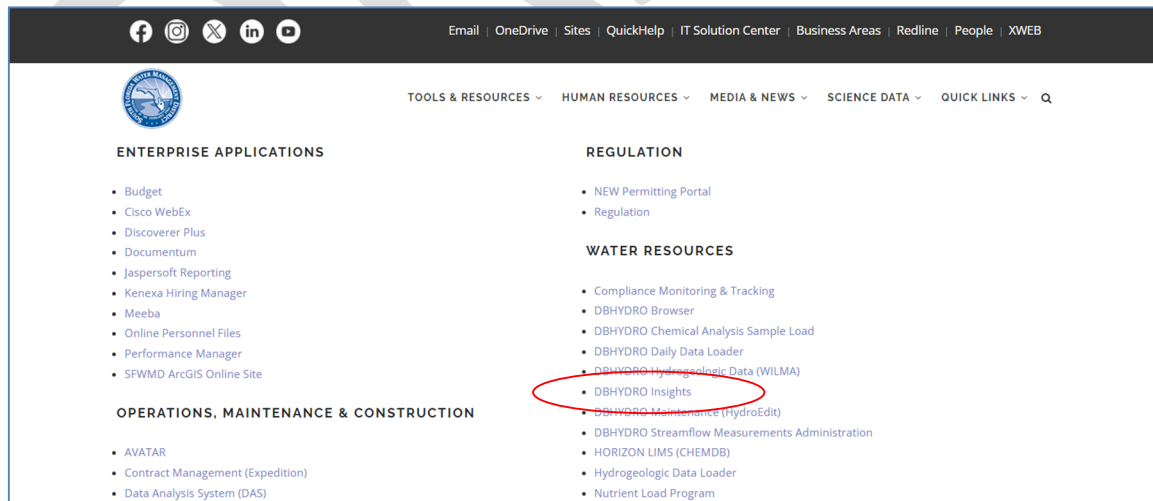 Email | OneDrive | Sites | QuickHelp | IT Solution Center | Business Areas | Redline | People | XWEB
SOUTH FLORIDA WATER MANAGEMENT DISTRICT
TOOLS & RESOURCES HUMAN RESOURCES MEDIA & NEWS SCIENCE DATA QUICK LINKS
ENTERPRISE APPLICATIONS
Budget
Cisco WebEx
Discoverer Plus
Documentum
Jaspersoft Reporting
Kenexa Hiring Manager
Meeba
Online Personnel Files
Performance Manager
SFWMD ArcGIS Online Site
OPERATIONS, MAINTENANCE & CONSTRUCTION
AVATAR
Contract Management (Expedition)
Data Analysis System (DAS)
REGULATION
NEW Permitting Portal
Regulation
WATER RESOURCES
Compliance Monitoring & Tracking
DBHYDRO Browser
DBHYDRO Chemical Analysis Sample Load
DBHYDRO Daily Data Loader
DBHYDRO Hydrogeologic Data (WILMA)
DBHYDRO Insights
DBHYDRO Maintenance (HydroEdit)
DBHYDRO Streamflow Measurements Administration
HORIZON LIMS (CHEMDB)
Hydrogeologic Data Loader
Nutrient Load Program